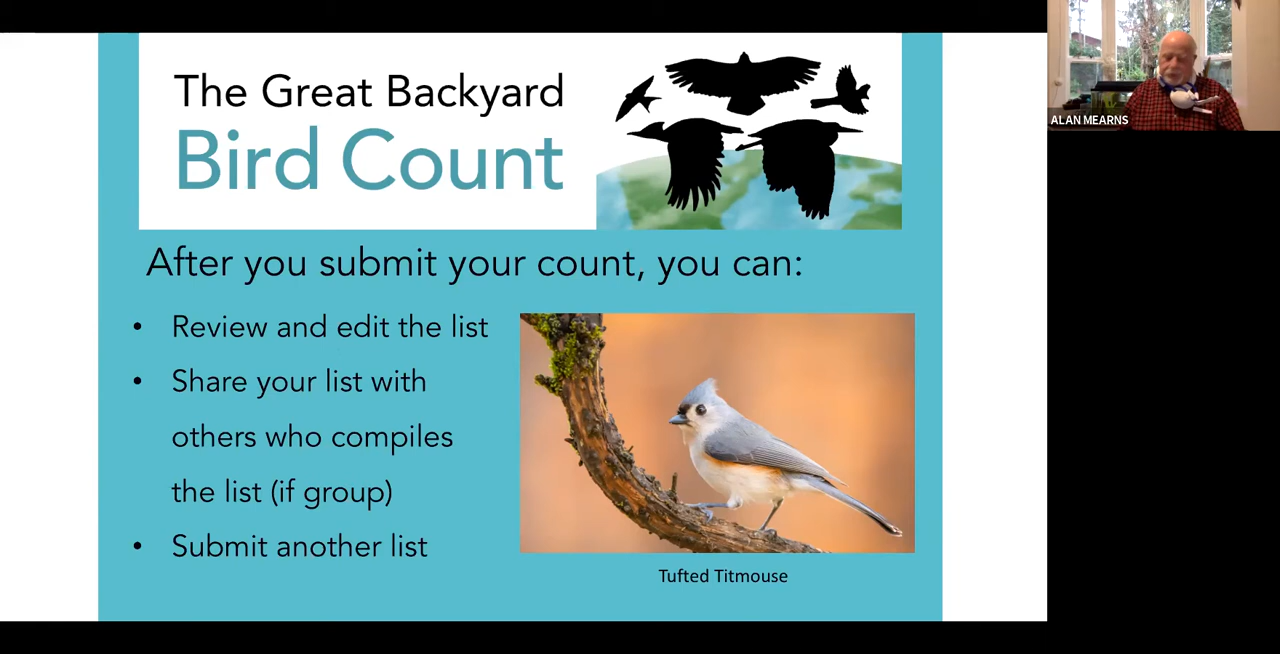 The Great Backyard
Bird Count
After you submit your count, you can:
• Review and edit the list
• Share your list with
others who compiles
the list (if group)
• Submit another list
Tufted Titmouse
ALAN MEARNS